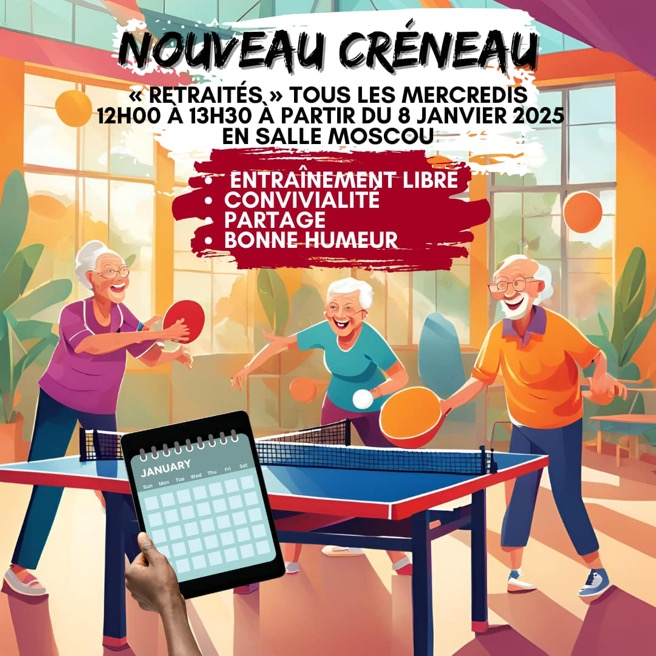 NOUVEAU CRÉNEAU
« RETRAITÉS » TOUS LES MERCREDIS
12H00 À 13H30 À PARTIR DU 8 JANVIER 2025
EN SALLE MOSCOU
• ENTRAÎNEMENT LIBRE
• CONVIVIALITÉ
• PARTAGE
• BONNE HUMEUR
JANUARY
Sun Mon Tue Wed Thu Fri Sat